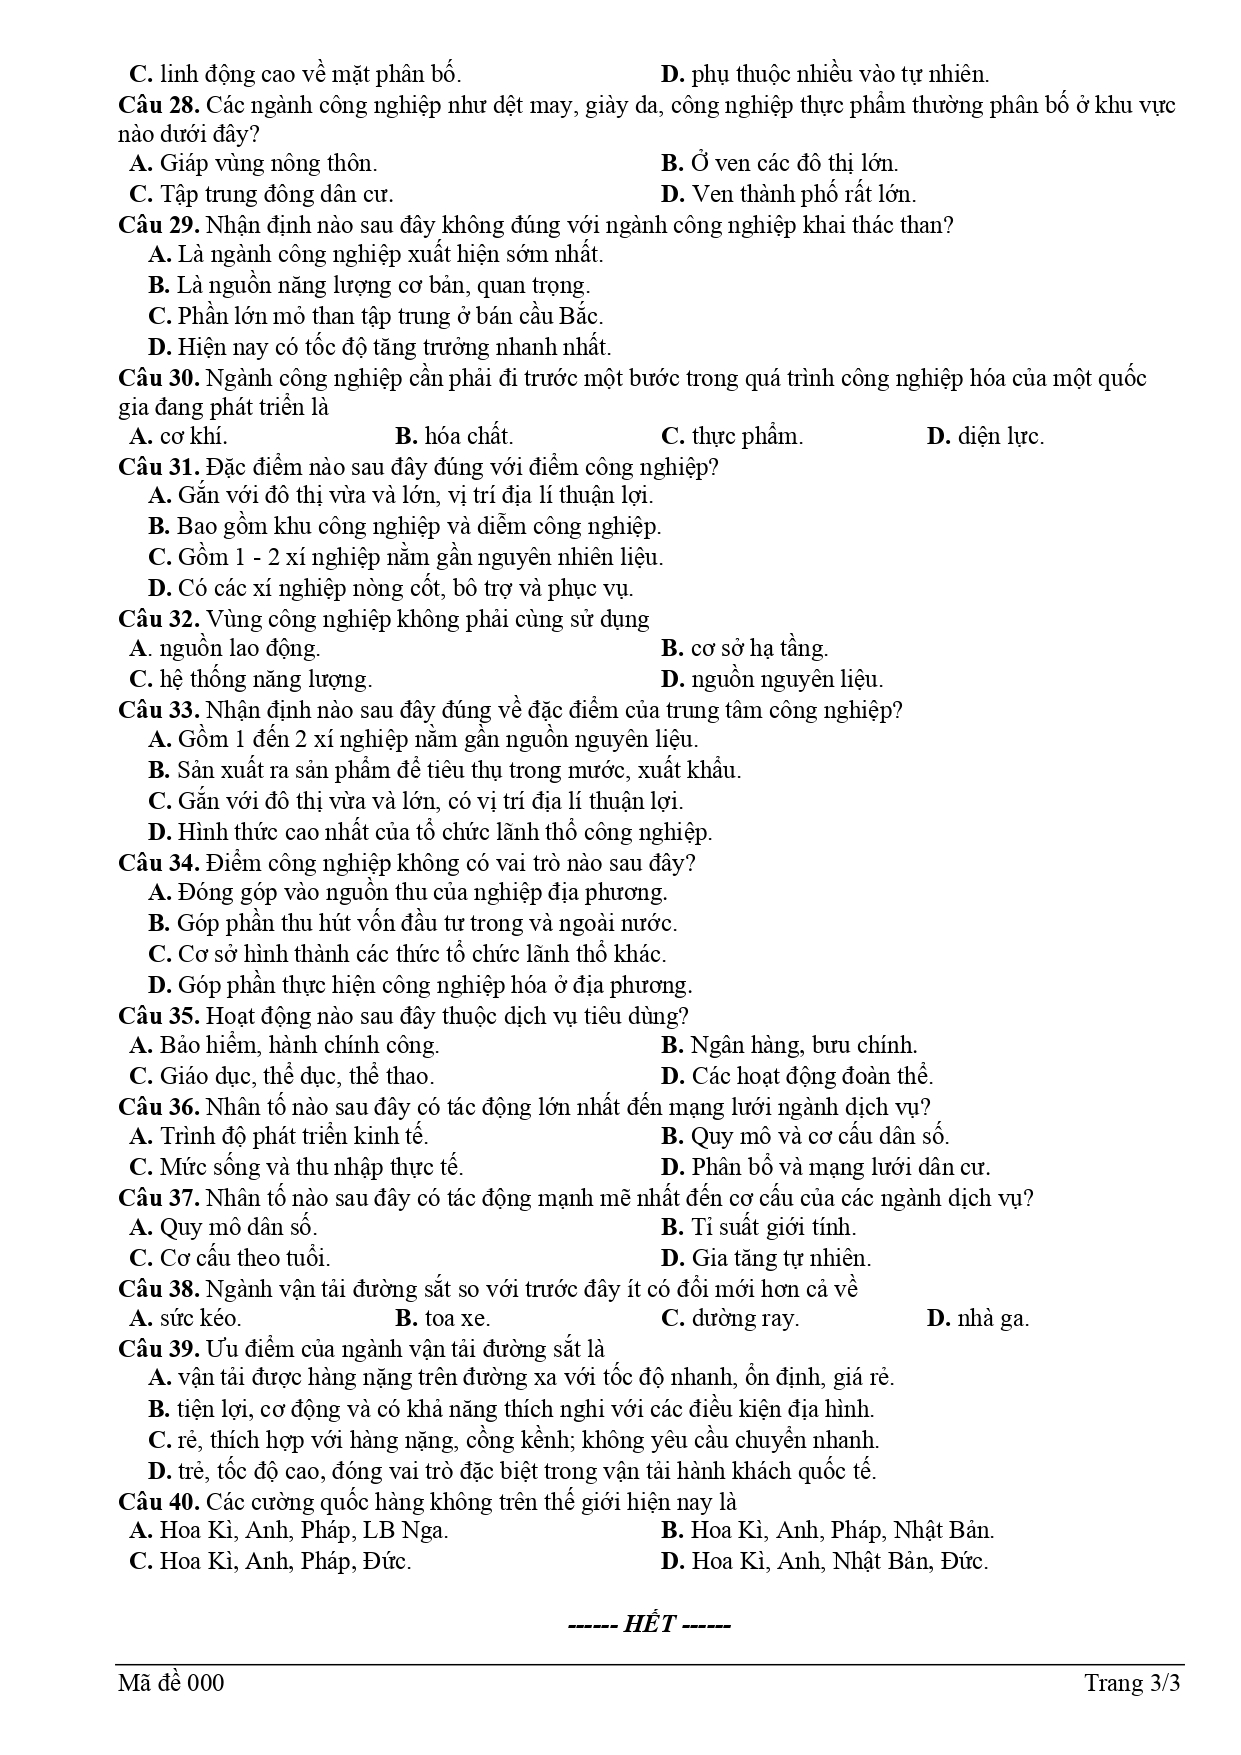 C. linh động cao về mặt phân bố. D. phụ thuộc nhiều vào tự nhiên.
Câu 28. Các ngành công nghiệp như dệt may, giày da, công nghiệp thực phẩm thường phân bố ở khu vực
nào dưới đây?
A. Giáp vùng nông thôn. B. Ở ven các đô thị lớn.
C. Tập trung đông dân cư. D. Ven thành phố rất lớn.
Câu 29. Nhận định nào sau đây không đúng với ngành công nghiệp khai thác than?
A. Là ngành công nghiệp xuất hiện sớm nhất.
B. Là nguồn năng lượng cơ bản, quan trọng.
C. Phần lớn mỏ than tập trung ở bán cầu Bắc.
D. Hiện nay có tốc độ tăng trưởng nhanh nhất.
Câu 30. Ngành công nghiệp cần phải đi trước một bước trong quá trình công nghiệp hóa của một quốc
gia đang phát triển là
A. cơ khí. B. hóa chất. C. thực phẩm. D. diện lực.
Câu 31. Đặc điểm nào sau đây đúng với điểm công nghiệp?
A. Gắn với đô thị vừa và lớn, vị trí địa lí thuận lợi.
B. Bao gồm khu công nghiệp và diễm công nghiệp.
C. Gồm 1 - 2 xí nghiệp nằm gần nguyên nhiên liệu.
D. Có các xí nghiệp nòng cốt, bô trợ và phục vụ.
Câu 32. Vùng công nghiệp không phải cùng sử dụng
A. nguồn lao động. B. cơ sở hạ tầng.
C. hệ thống năng lượng. D. nguồn nguyên liệu.
Câu 33. Nhận định nào sau đây đúng về đặc điểm của trung tâm công nghiệp?
A. Gồm 1 đến 2 xí nghiệp nằm gần nguồn nguyên liệu.
B. Sản xuất ra sản phẩm để tiêu thụ trong mước, xuất khẩu.
C. Gắn với đô thị vừa và lớn, có vị trí địa lí thuận lợi.
D. Hình thức cao nhất của tổ chức lãnh thổ công nghiệp.
Câu 34. Điểm công nghiệp không có vai trò nào sau đây?
A. Đóng góp vào nguồn thu của nghiệp địa phương.
B. Góp phần thu hút vốn đầu tư trong và ngoài nước.
C. Cơ sở hình thành các thức tổ chức lãnh thổ khác.
D. Góp phần thực hiện công nghiệp hóa ở địa phương.
Câu 35. Hoạt động nào sau đây thuộc dịch vụ tiêu dùng?
A. Bảo hiểm, hành chính công. B. Ngân hàng, bưu chính.
C. Giáo dục, thể dục, thể thao. D. Các hoạt động đoàn thể.
Câu 36. Nhân tố nào sau đây có tác động lớn nhất đến mạng lưới ngành dịch vụ?
A. Trình độ phát triển kinh tế. B. Quy mô và cơ cấu dân số.
C. Mức sống và thu nhập thực tế. D. Phân bổ và mạng lưới dân cư.
Câu 37. Nhân tố nào sau đây có tác động mạnh mẽ nhất đến cơ cấu của các ngành dịch vụ?
A. Quy mô dân số. B. Tỉ suất giới tính.
C. Cơ cấu theo tuổi. D. Gia tăng tự nhiên.
Câu 38. Ngành vận tải đường sắt so với trước đây ít có đổi mới hơn cả về
A. sức kéo. B. toa xe. C. dường ray. D. nhà ga.
Câu 39. Ưu điểm của ngành vận tải đường sắt là
A. vận tải được hàng nặng trên đường xa với tốc độ nhanh, ổn định, giá rẻ.
B. tiện lợi, cơ động và có khả năng thích nghi với các điều kiện địa hình.
C. rẻ, thích hợp với hàng nặng, cồng kềnh; không yêu cầu chuyển nhanh.
D. trẻ, tốc độ cao, đóng vai trò đặc biệt trong vận tải hành khách quốc tế.
Câu 40. Các cường quốc hàng không trên thế giới hiện nay là
A. Hoa Kì, Anh, Pháp, LB Nga. B. Hoa Kì, Anh, Pháp, Nhật Bản.
C. Hoa Kì, Anh, Pháp, Đức. D. Hoa Kì, Anh, Nhật Bản, Đức.
------ HẾT ------
Mã đề 000 Trang 3/3